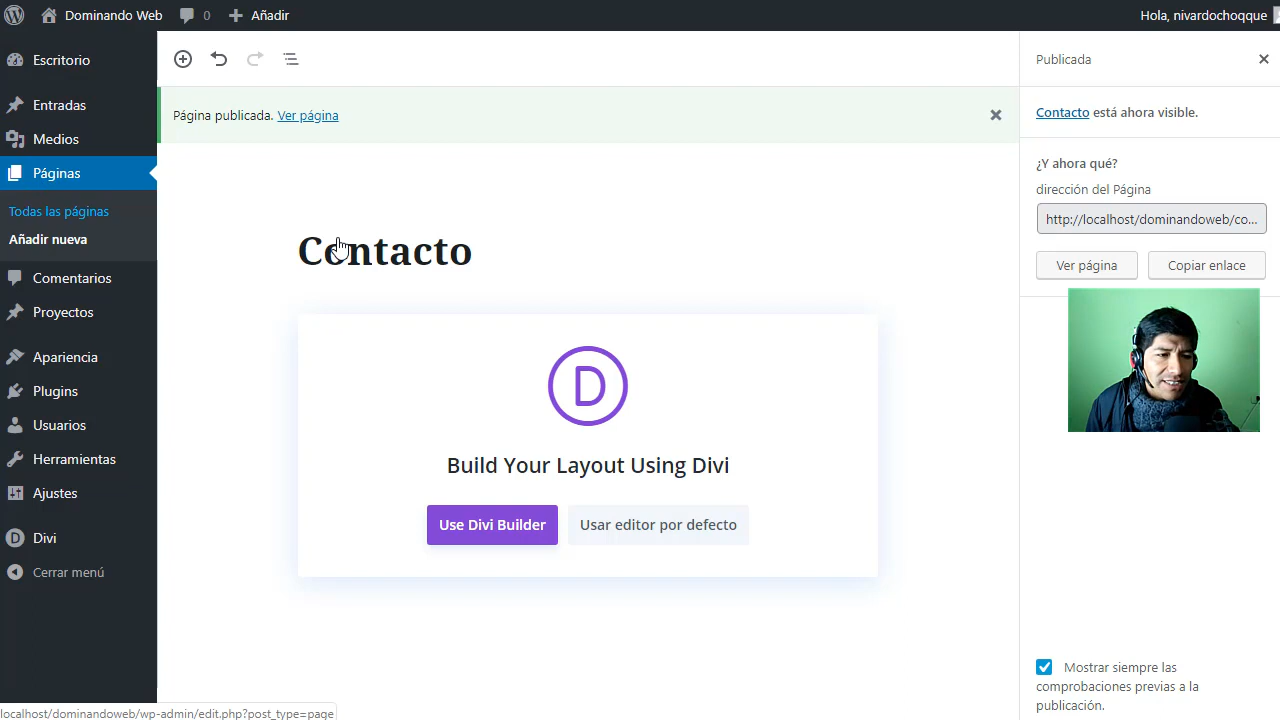 Dominando Web
0
Añadir
Hola, nivardochoqque
Escritorio
Entradas
Medios
Páginas
Todas las páginas
Añadir nueva
Comentarios
Proyectos
Apariencia
Plugins
Usuarios
Herramientas
Ajustes
Divi
Cerrar menú
Página publicada. Ver página
Contacto
D
Build Your Layout Using Divi
Use Divi Builder
Usar editor por defecto
Publicada
Contacto está ahora visible.
¿Y ahora qué?
dirección del Página
http://localhost/dominandoweb/co...
Ver página
Copiar enlace
Mostrar siempre las
comprobaciones previas a la
publicación.
localhost/dominandoweb/wp-admin/edit.php?post_type=page